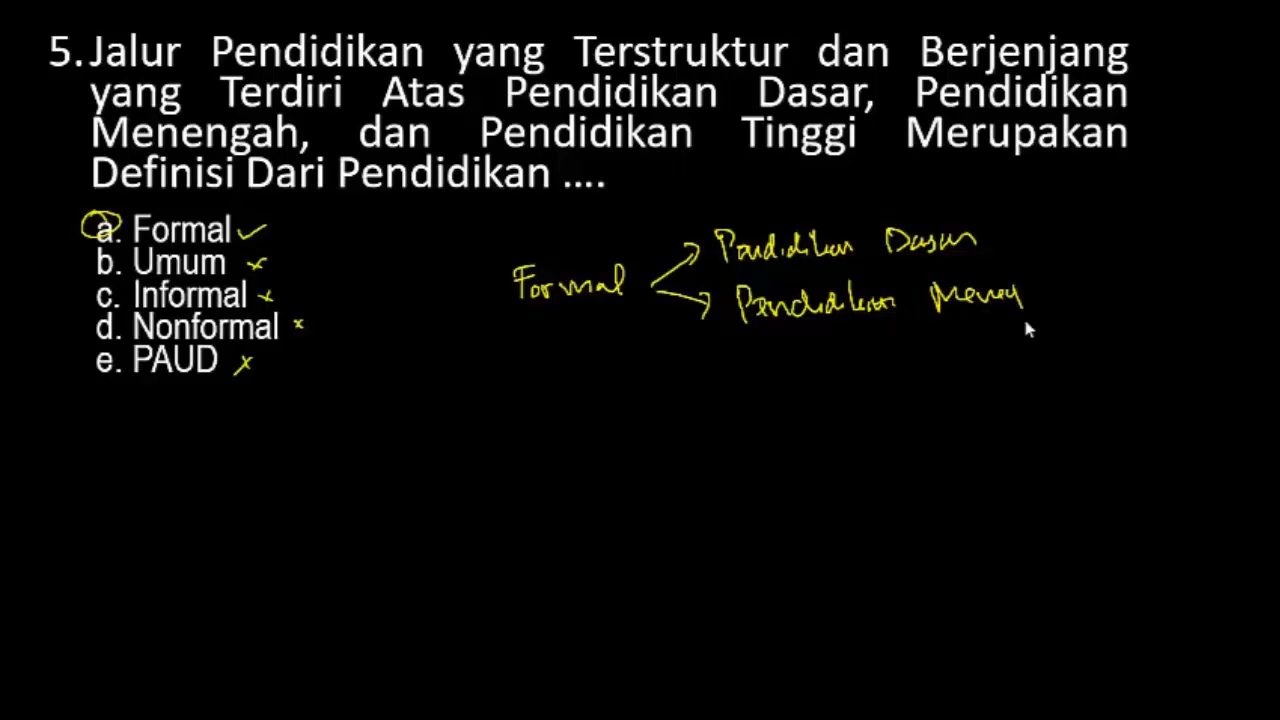 5. Jalur Pendidikan yang Terstruktur dan Berjenjang
yang Terdiri Atas Pendidikan Dasar, Pendidikan
Menengah, dan Pendidikan Tinggi Merupakan
Definisi Dari Pendidikan ....
a. Formal
b. Umum
c. Informal
d. Nonformal
e. PAUD
Formal
Pendidikan Dasar
Pendidikan Meneng